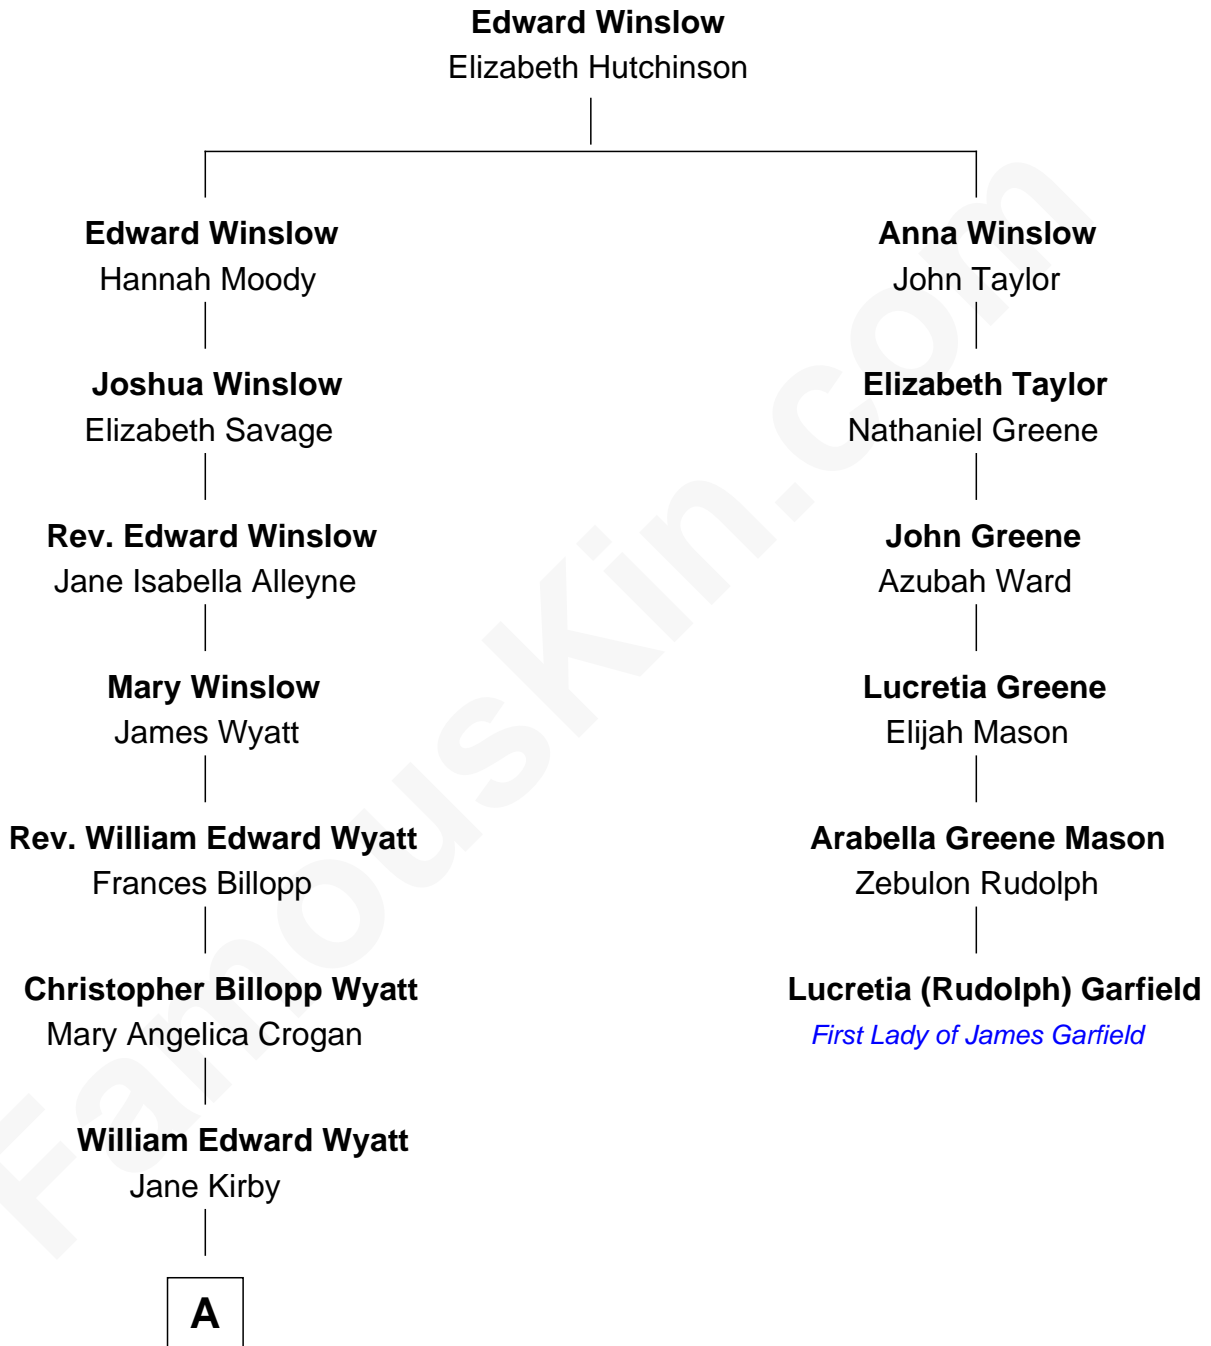 Edward Winslow
Elizabeth Hutchinson
Edward Winslow
Hannah Moody
Anna Winslow
John Taylor
Joshua Winslow
Elizabeth Savage
Elizabeth Taylor
Nathaniel Greene
Rev. Edward Winslow
Jane Isabella Alleyne
John Greene
Azubah Ward
Mary Winslow
James Wyatt
Lucretia Greene
Elijah Mason
Rev. William Edward Wyatt
Frances Billopp
Arabella Greene Mason
Zebulon Rudolph
Christopher Billopp Wyatt
Mary Angelica Crogan
Lucretia (Rudolph) Garfield
First Lady of James Garfield
William Edward Wyatt
Jane Kirby
A
FamousKin.com